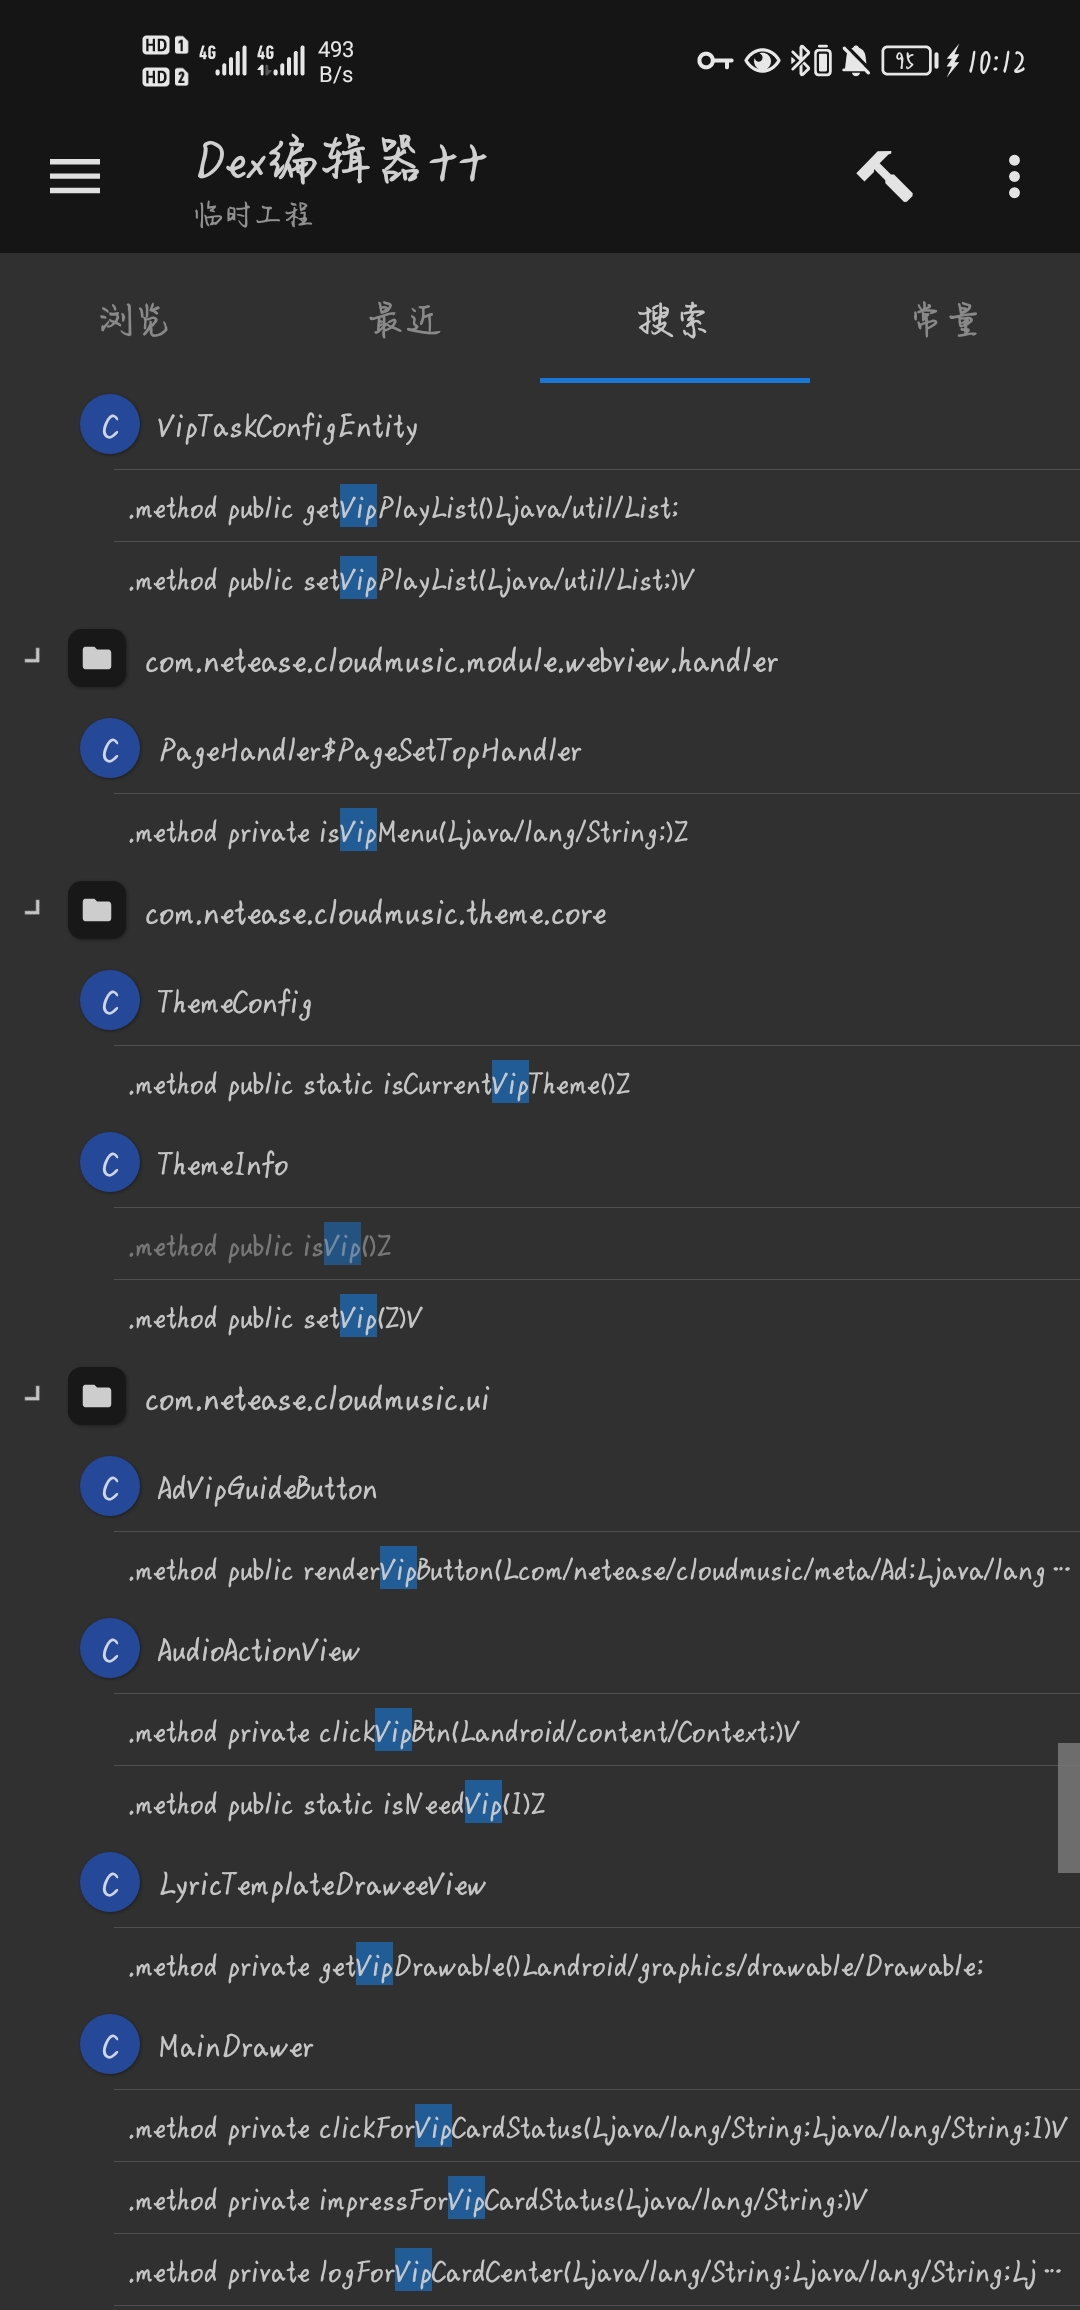 HD 1 4G 4G 493
HD 2 B/s
95 10:12
Dex编辑器++
临时工程
浏览 最近 搜索 常量
C VipTaskConfigEntity
.method public getVipPlayList()Ljava/util/List;
.method public setVipPlayList(Ljava/util/List;)V
com.netease.cloudmusic.module.webview.handler
C PageHandler$PageSetTopHandler
.method private isVipMenu(Ljava/lang/String;)Z
com.netease.cloudmusic.theme.core
C ThemeConfig
.method public static isCurrentVipTheme()Z
C ThemeInfo
.method public isVip()Z
.method public setVip(Z)V
com.netease.cloudmusic.ui
C AdVipGuideButton
.method public renderVipButton(Lcom/netease/cloudmusic/meta/Ad;Ljava/lang…
C AudioActionView
.method private clickVipBtn(Landroid/content/Context;)V
.method public static isNeedVip(I)Z
C LyricTemplateDraweeView
.method private getVipDrawable()Landroid/graphics/drawable/Drawable;
C MainDrawer
.method private clickForVipCardStatus(Ljava/lang/String;Ljava/lang/String;I)V
.method private impressForVipCardStatus(Ljava/lang/String;)V
.method private logForVipCardCenter(Ljava/lang/String;Ljava/lang/String;Lj…